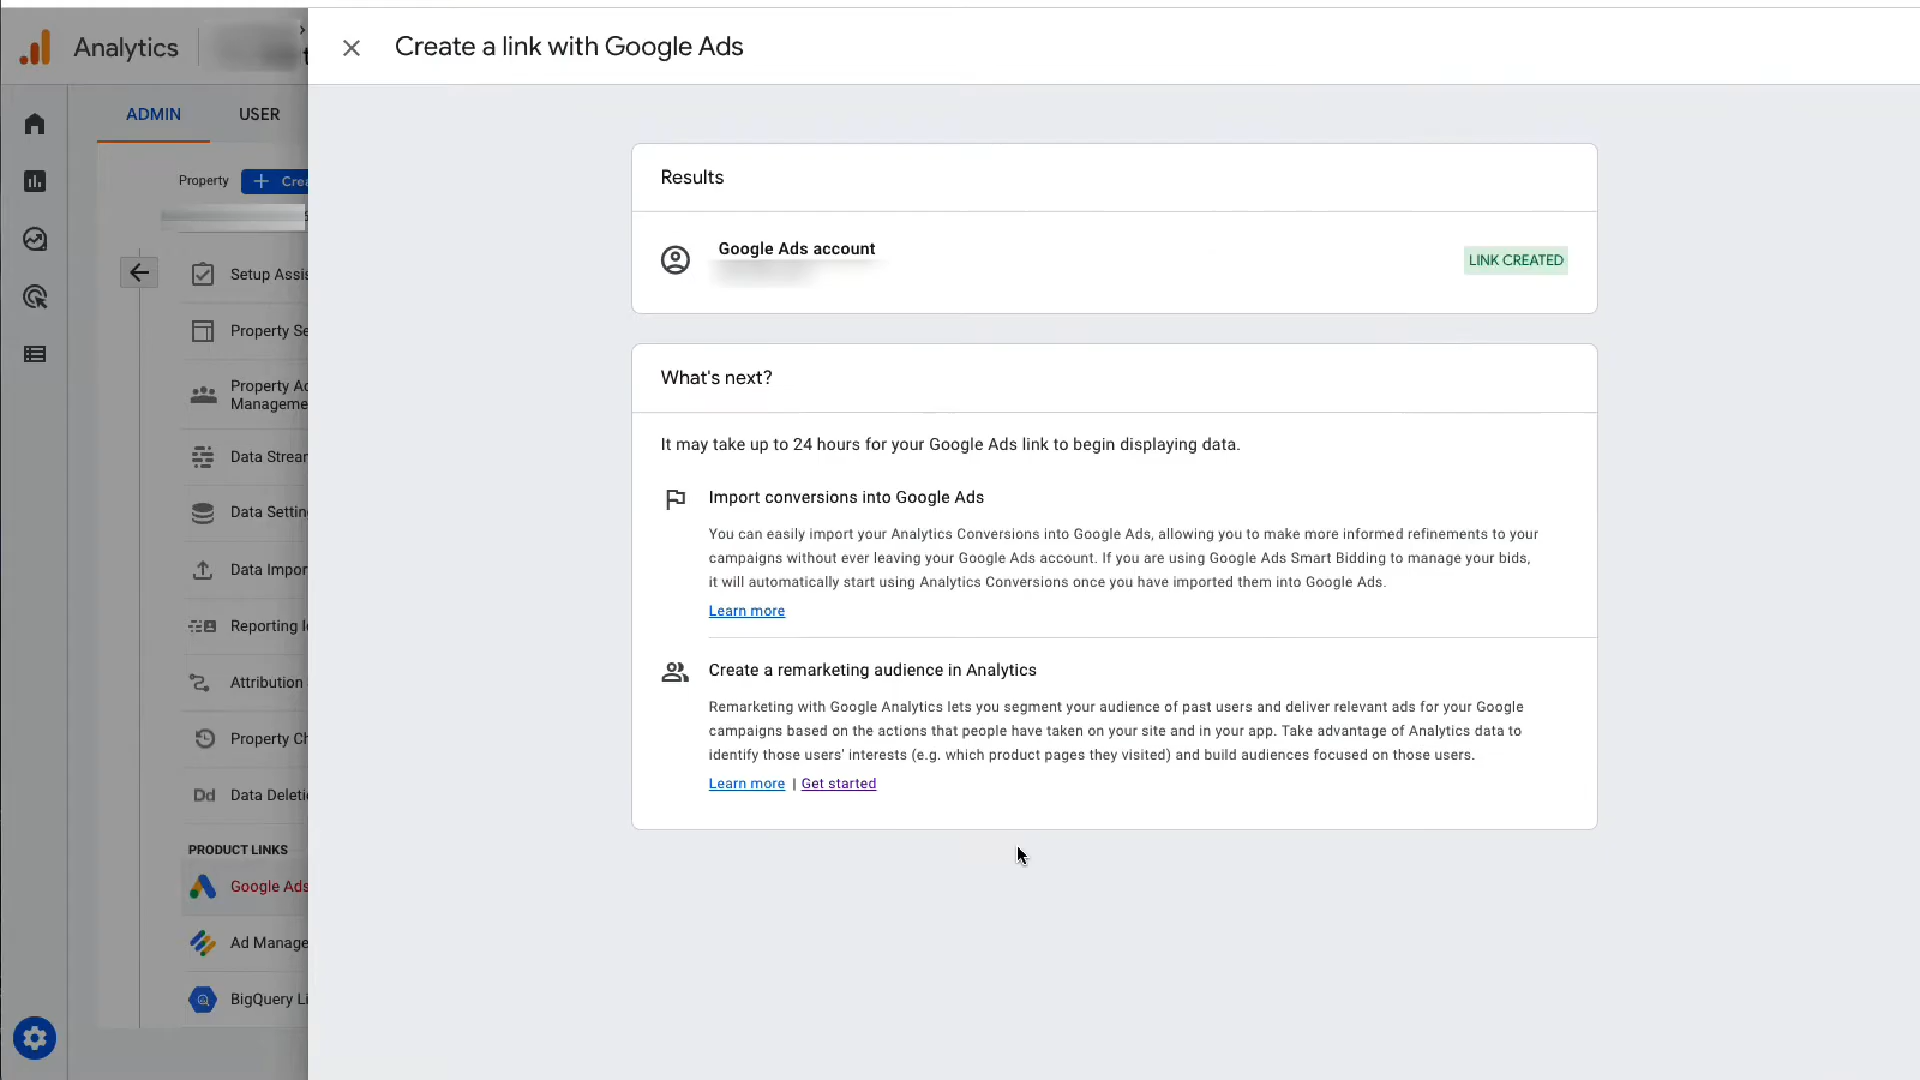 Analytics
Create a link with Google Ads
ADMIN
USER
Property
Crea
Setup Assis
Property Se
Property Ac
Manageme
Data Strear
Data Settin
Data Impor
Reporting I
Attribution
Property Ch
Data Deleti
PRODUCT LINKS
Google Ads
Ad Manage
BigQuery Li
Results
Google Ads account
LINK CREATED
What's next?
It may take up to 24 hours for your Google Ads link to begin displaying data.
Import conversions into Google Ads
You can easily import your Analytics Conversions into Google Ads, allowing you to make more informed refinements to your
campaigns without ever leaving your Google Ads account. If you are using Google Ads Smart Bidding to manage your bids,
it will automatically start using Analytics Conversions once you have imported them into Google Ads.
Learn more
Create a remarketing audience in Analytics
Remarketing with Google Analytics lets you segment your audience of past users and deliver relevant ads for your Google
campaigns based on the actions that people have taken on your site and in your app. Take advantage of Analytics data to
identify those users' interests (e.g. which product pages they visited) and build audiences focused on those users.
Learn more | Get started